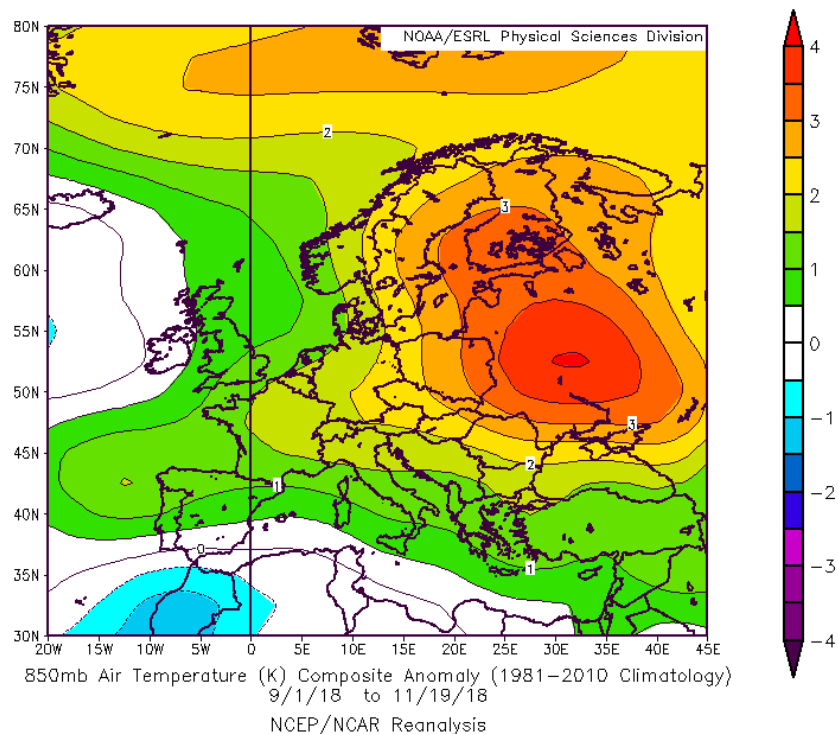 NOAA/ESRL Physical Sciences Division
80N
75N
70N
65N
60N
55N
50N
45N
40N
35N
30N
2
3
3
2
1
0
1
20W 15W 10W 5W 0 5E 10E 15E 20E 25E 30E 35E 40E 45E
4
3
2
1
0
-1
-2
-3
-4
850mb Air Temperature (K) Composite Anomaly (1981-2010 Climatology)
9/1/18 to 11/19/18
NCEP/NCAR Reanalysis